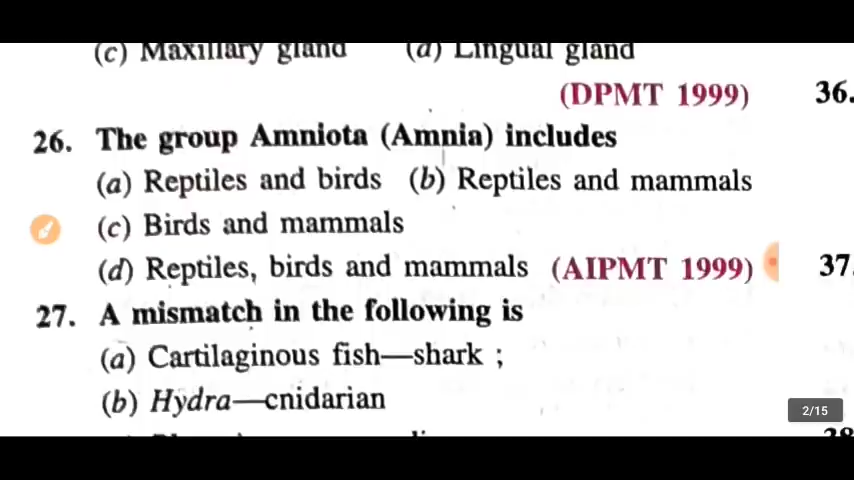 (c) Maxillary gland (d) Lingual gland
(DPMT 1999)
26. The group Amniota (Amnia) includes
(a) Reptiles and birds (b) Reptiles and mammals
(c) Birds and mammals
(d) Reptiles, birds and mammals (AIPMT 1999)
27. A mismatch in the following is
(a) Cartilaginous fish—shark ;
(b) Hydra—cnidarian
36.
37.
2/15